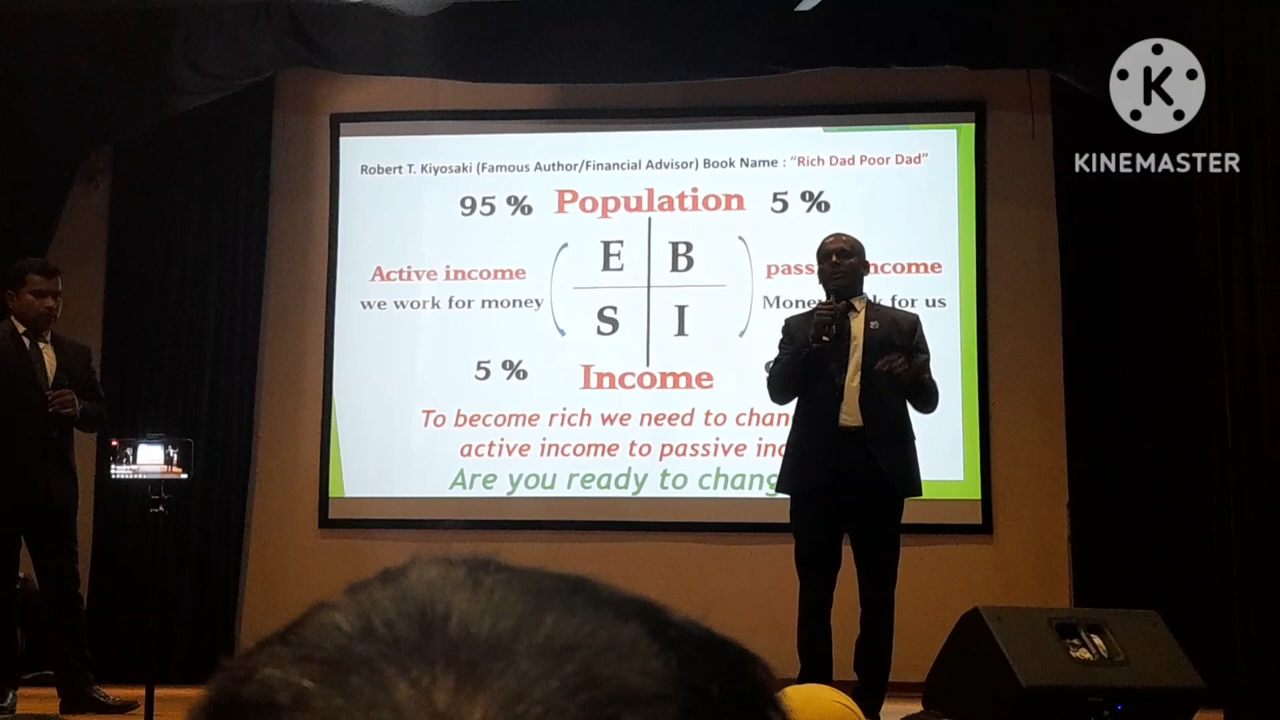 K
KINEMASTER
Robert T. Kiyosaki (Famous Author/Financial Advisor) Book Name : “Rich Dad Poor Dad”
95 % Population 5 %
E B
Active income
we work for money
S I
5 % Income
To become rich we need to
active income to passive
Are you ready to
for us